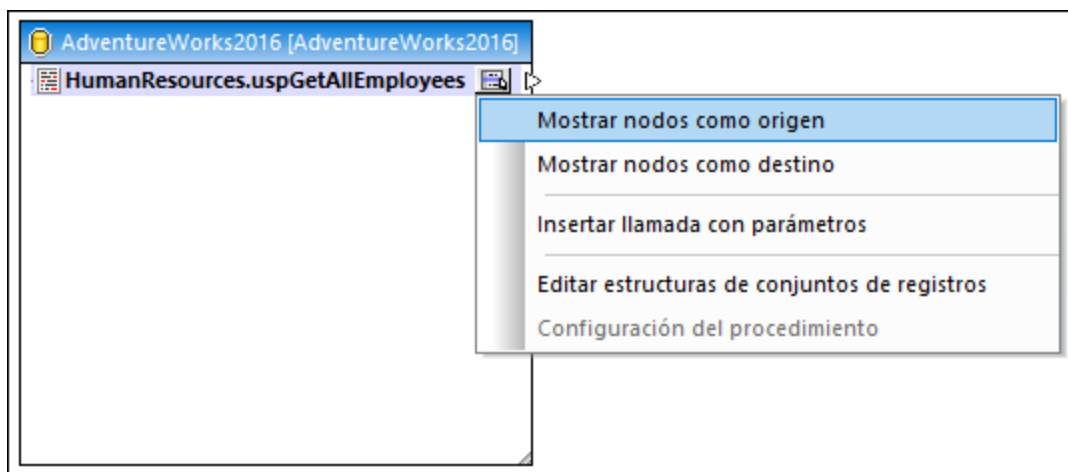 AdventureWorks2016 [AdventureWorks2016]
HumanResources.uspGetAllEmployees
Mostrar nodos como origen
Mostrar nodos como destino
Insertar llamada con parámetros
Editar estructuras de conjuntos de registros
Configuración del procedimiento